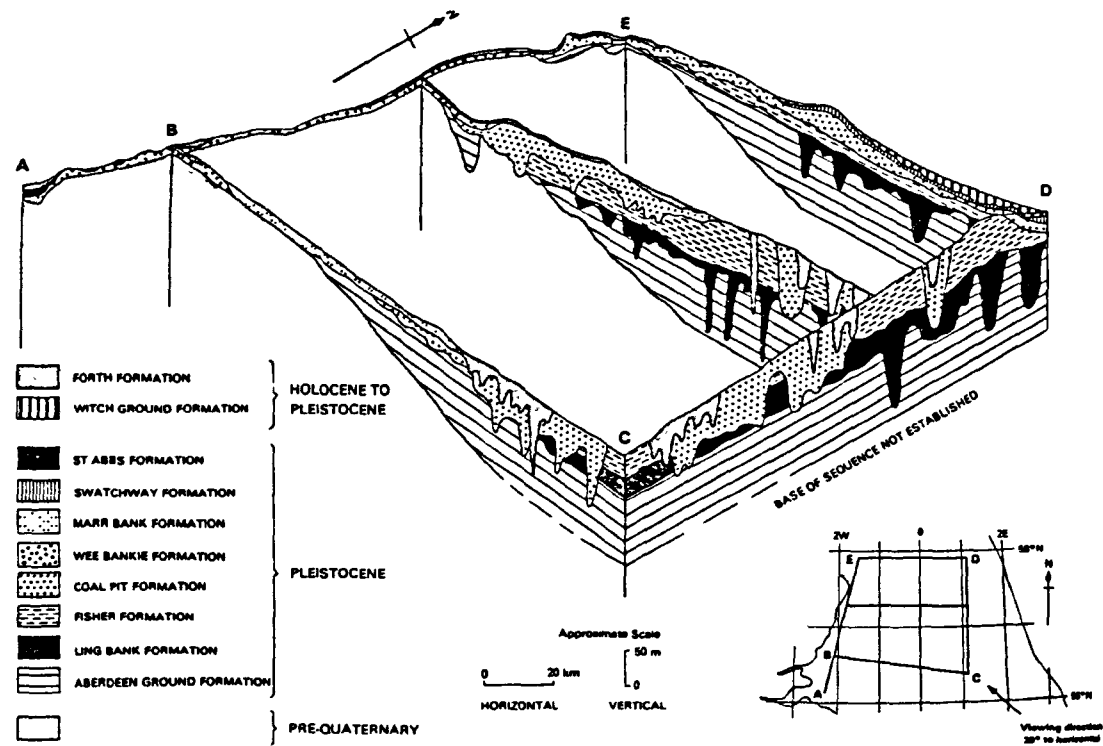 N
E
B
A
D
C
FORTH FORMATION
WITCH GROUND FORMATION
HOLOCENE TO
PLEISTOCENE
ST ABBS FORMATION
SWATCHWAY FORMATION
MARR BANK FORMATION
WEE BANKIE FORMATION
COAL PIT FORMATION
FISHER FORMATION
LING BANK FORMATION
ABERDEEN GROUND FORMATION
PLEISTOCENE
PRE-QUATERNARY
BASE OF SEQUENCE NOT ESTABLISHED
Approximate Scale
0 20 km
HORIZONTAL
50 m
0
VERTICAL
2W 0 2E
58°N
N
E D
B
C
A
Viewing direction
to horizontal